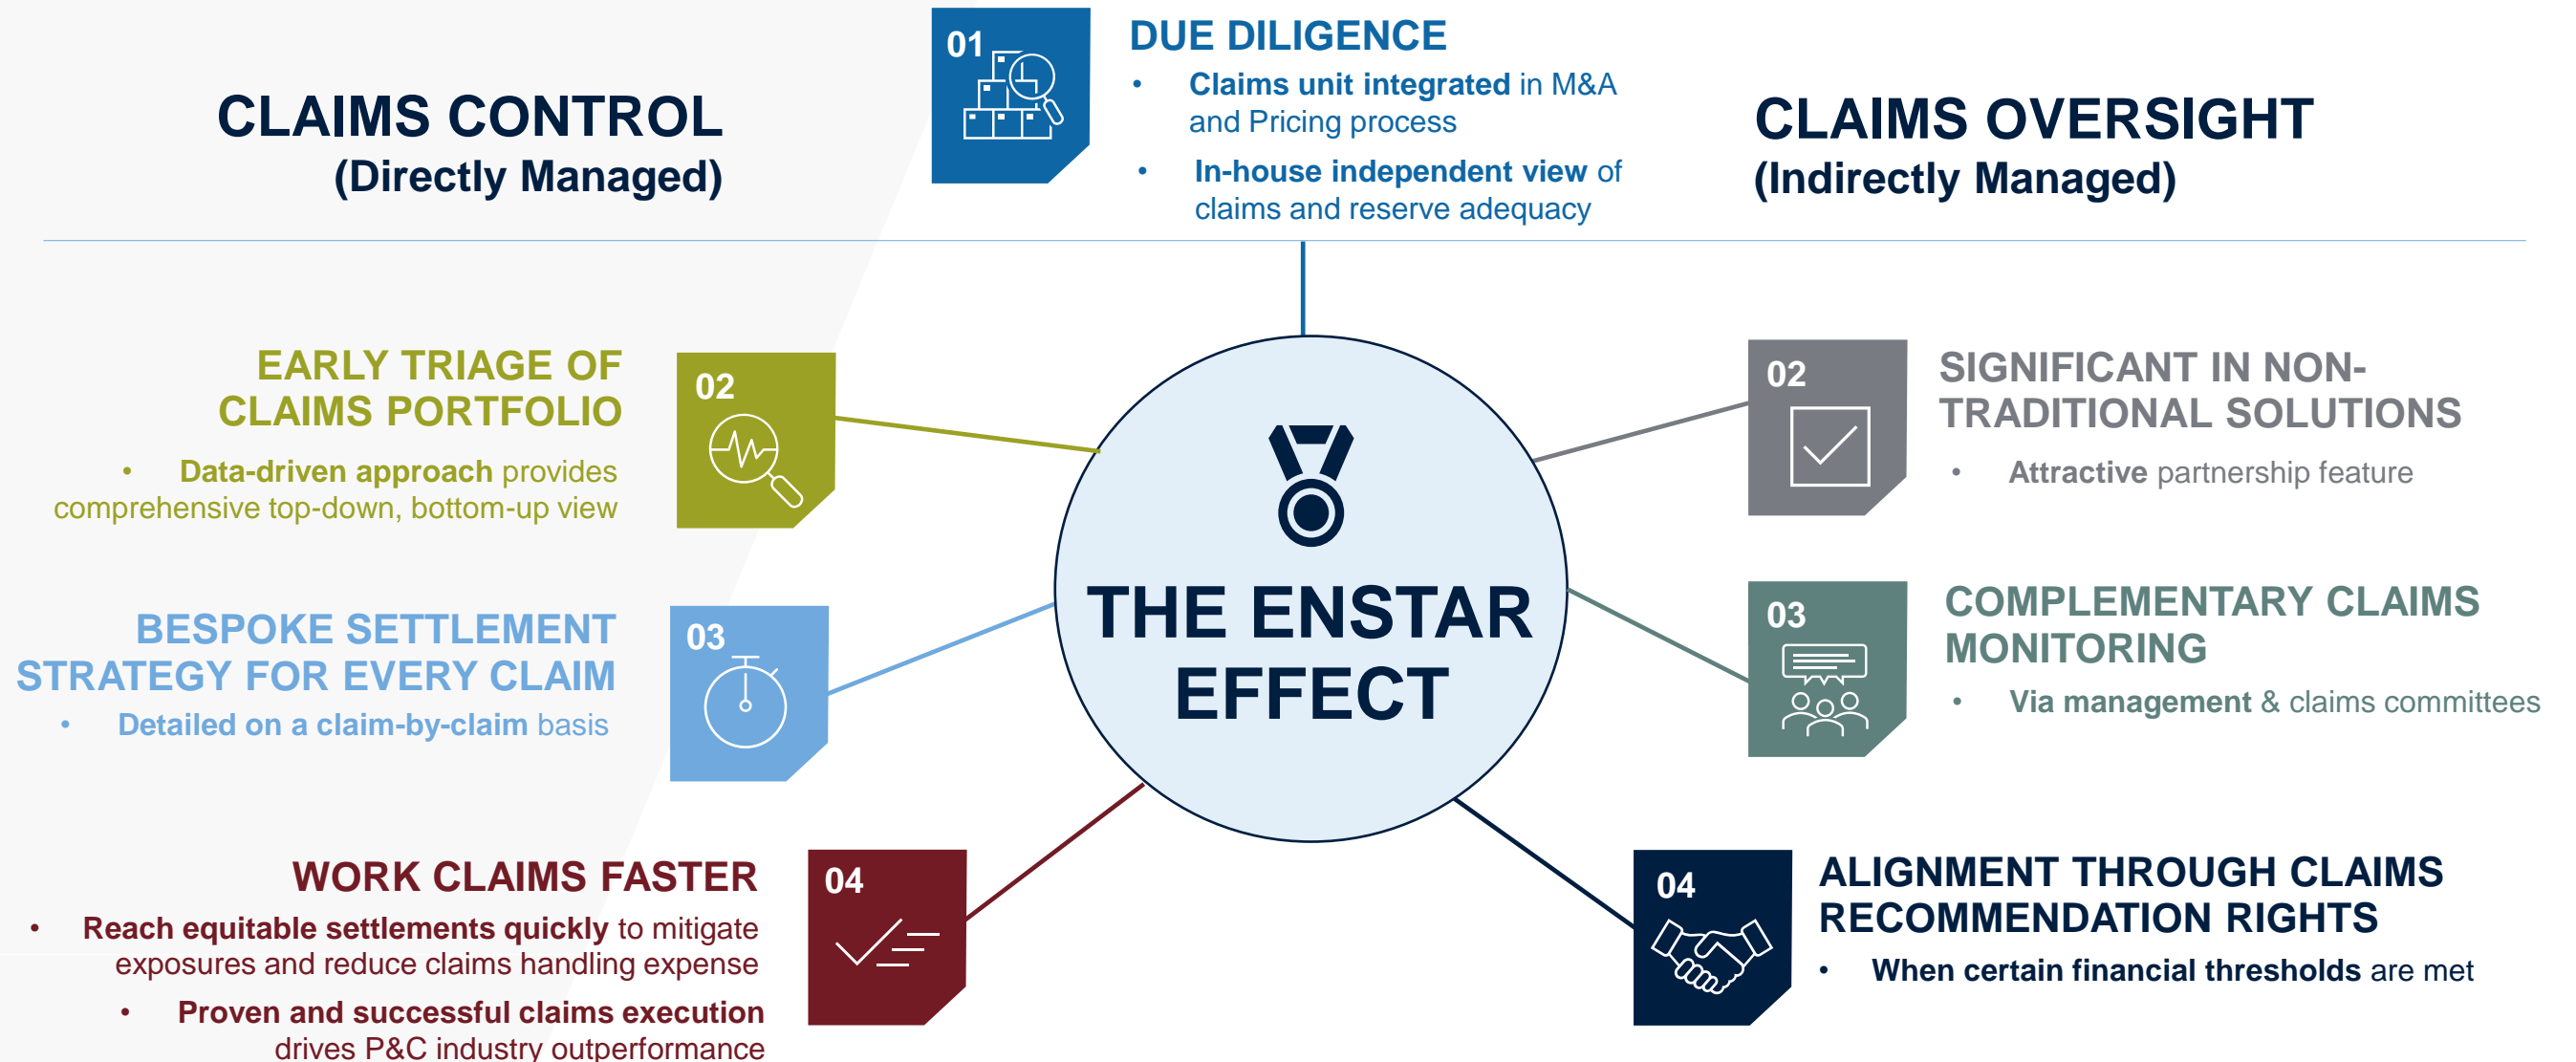 CLAIMS CONTROL
(Directly Managed)
01
DUE DILIGENCE
• Claims unit integrated in M&A
and Pricing process
• In-house independent view of
claims and reserve adequacy
CLAIMS OVERSIGHT
(Indirectly Managed)
EARLY TRIAGE OF
CLAIMS PORTFOLIO
• Data-driven approach provides
comprehensive top-down, bottom-up view
02
BESPOKE SETTLEMENT
STRATEGY FOR EVERY CLAIM
• Detailed on a claim-by-claim basis
03
WORK CLAIMS FASTER
• Reach equitable settlements quickly to mitigate
exposures and reduce claims handling expense
• Proven and successful claims execution
drives P&C industry outperformance
04
THE ENSTAR
EFFECT
02
SIGNIFICANT IN NON-
TRADITIONAL SOLUTIONS
• Attractive partnership feature
03
COMPLEMENTARY CLAIMS
MONITORING
• Via management & claims committees
04
ALIGNMENT THROUGH CLAIMS
RECOMMENDATION RIGHTS
• When certain financial thresholds are met